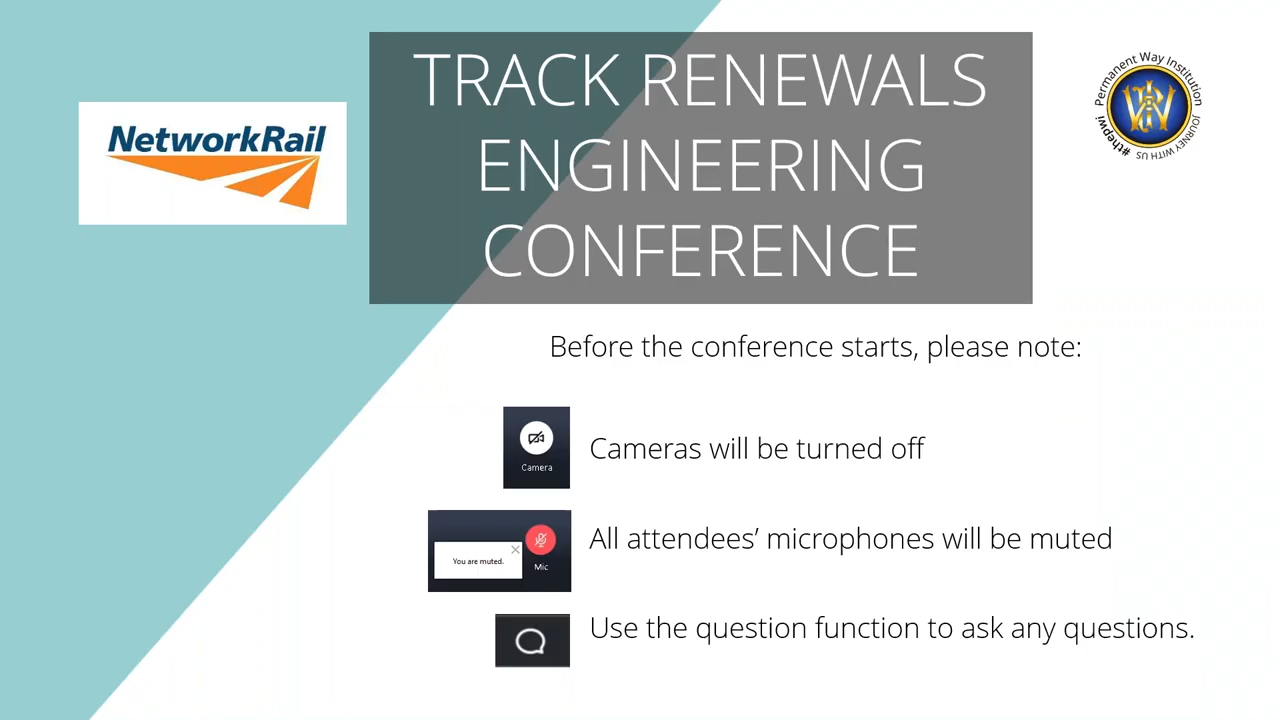 TRACK RENEWALS
ENGINEERING
CONFERENCE
NetworkRail
Permanent Way Institution
JOURNEY WITH US
#thepwi
PWI
Before the conference starts, please note:
Camera
Cameras will be turned off
You are muted.
Mic
All attendees’ microphones will be muted
Use the question function to ask any questions.